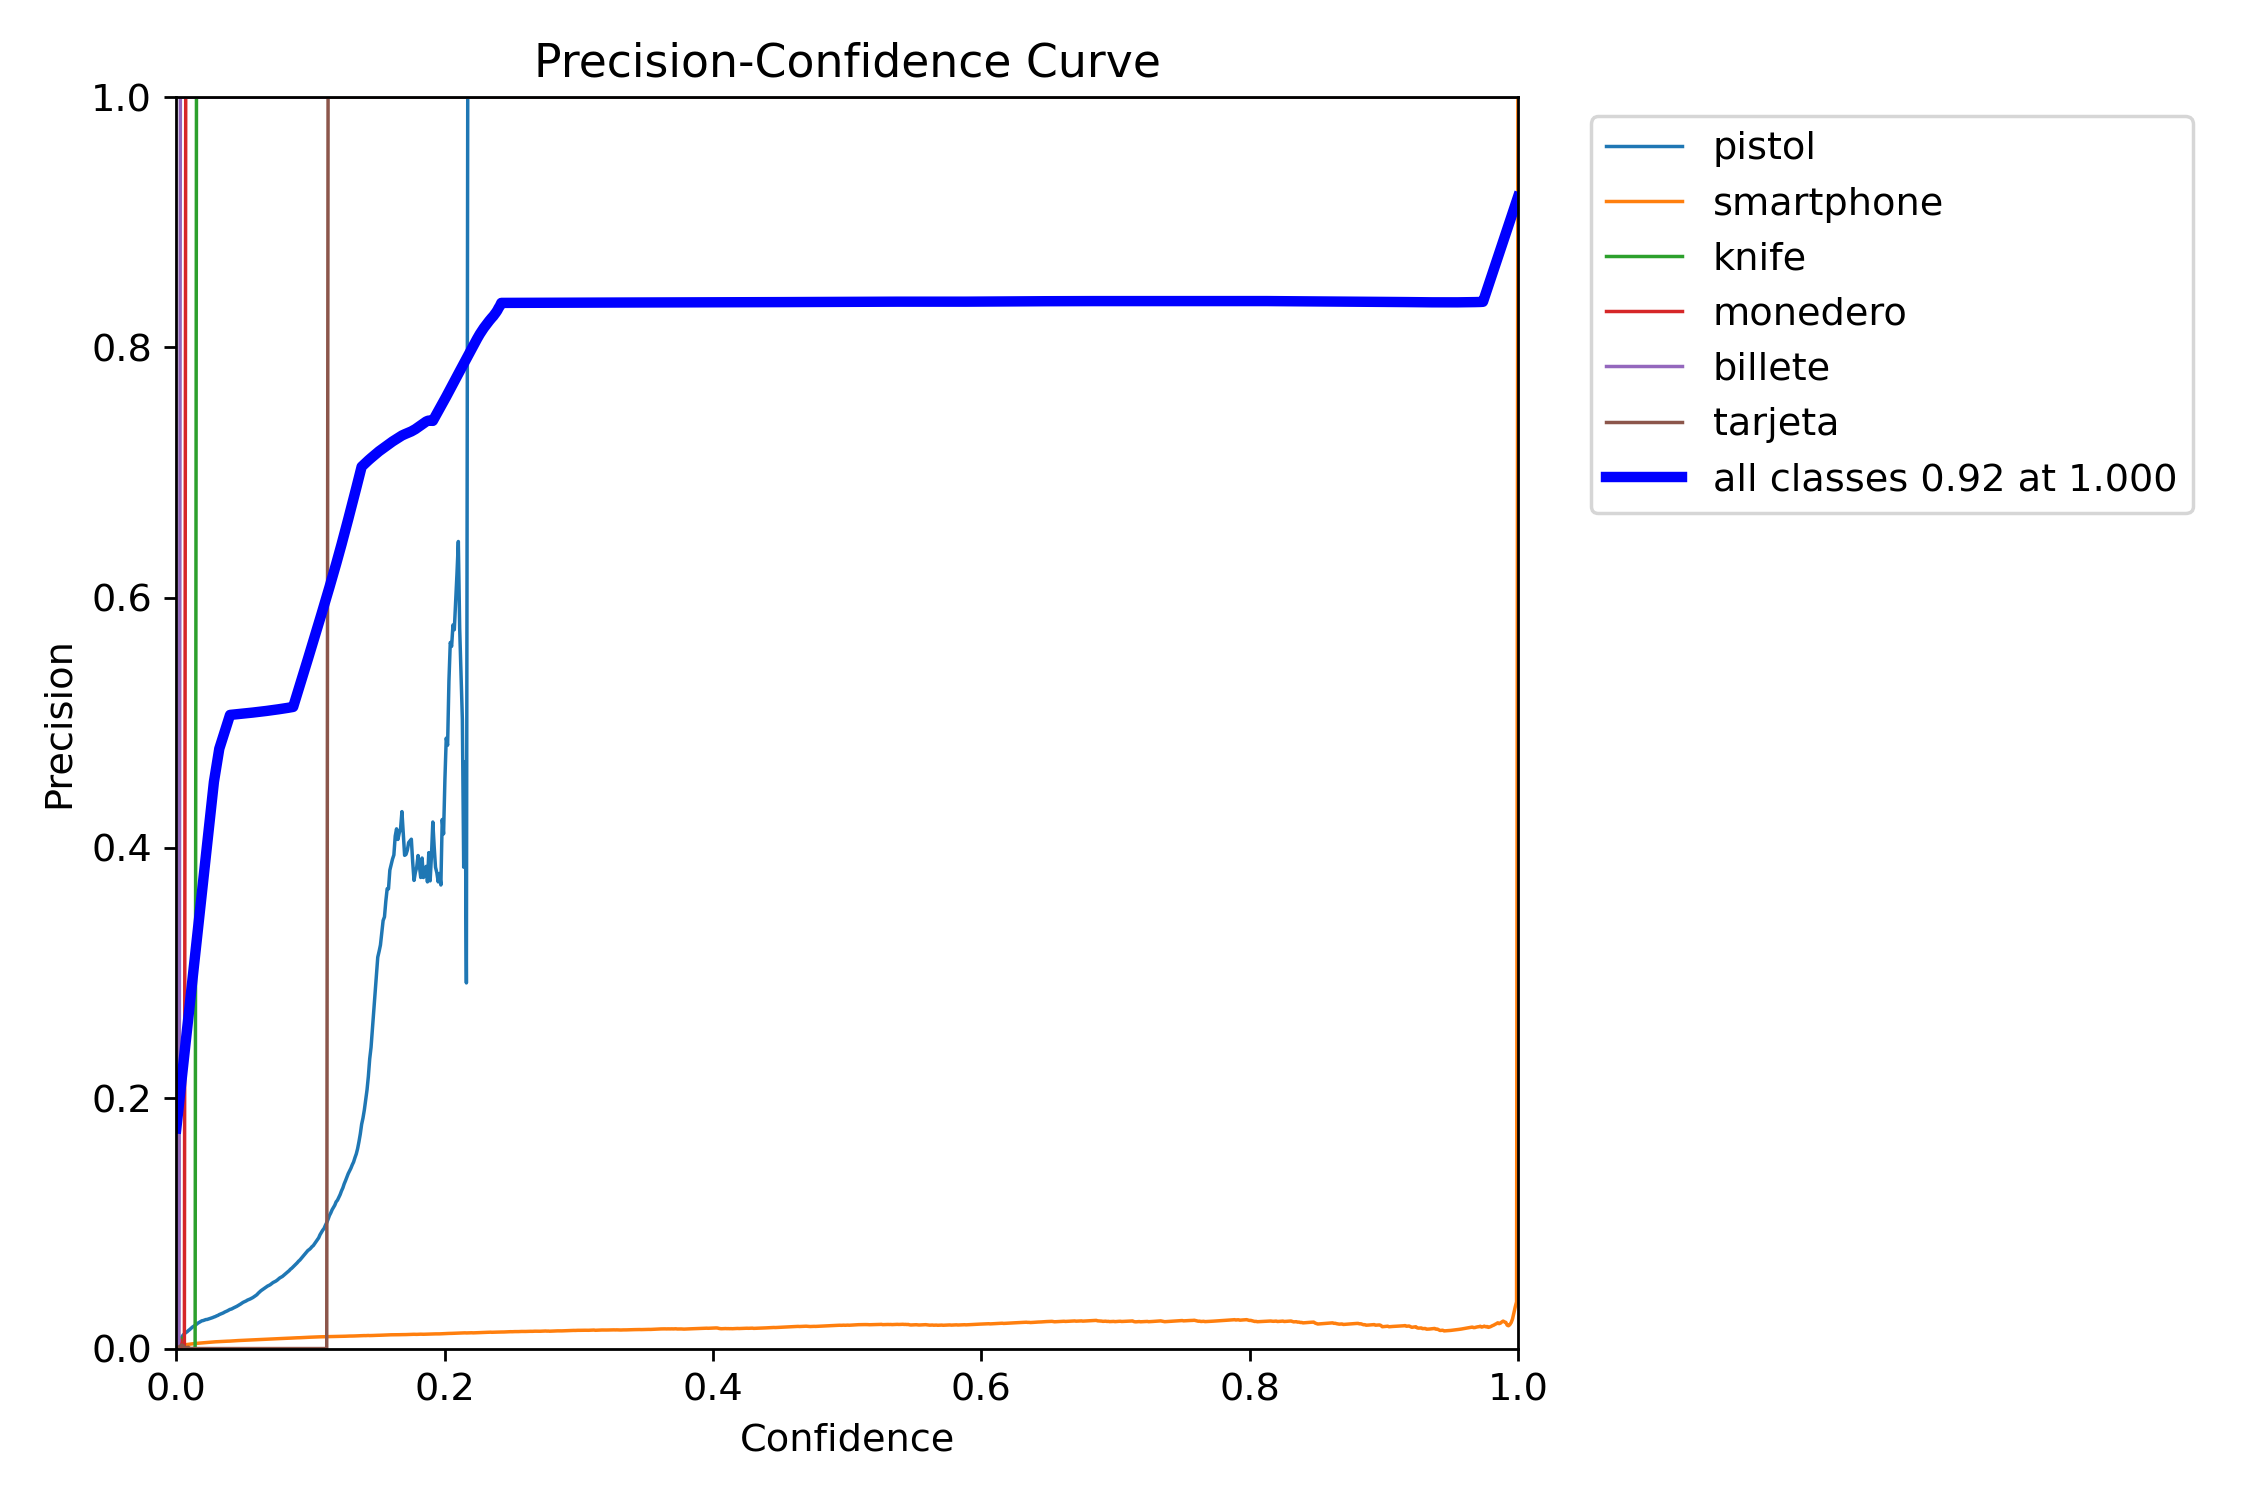 Precision-Confidence Curve
1.0
0.8
0.6
0.4
0.2
0.0
Precision
0.0 0.2 0.4 0.6 0.8 1.0
Confidence
pistol
smartphone
knife
monedero
billete
tarjeta
all classes 0.92 at 1.000